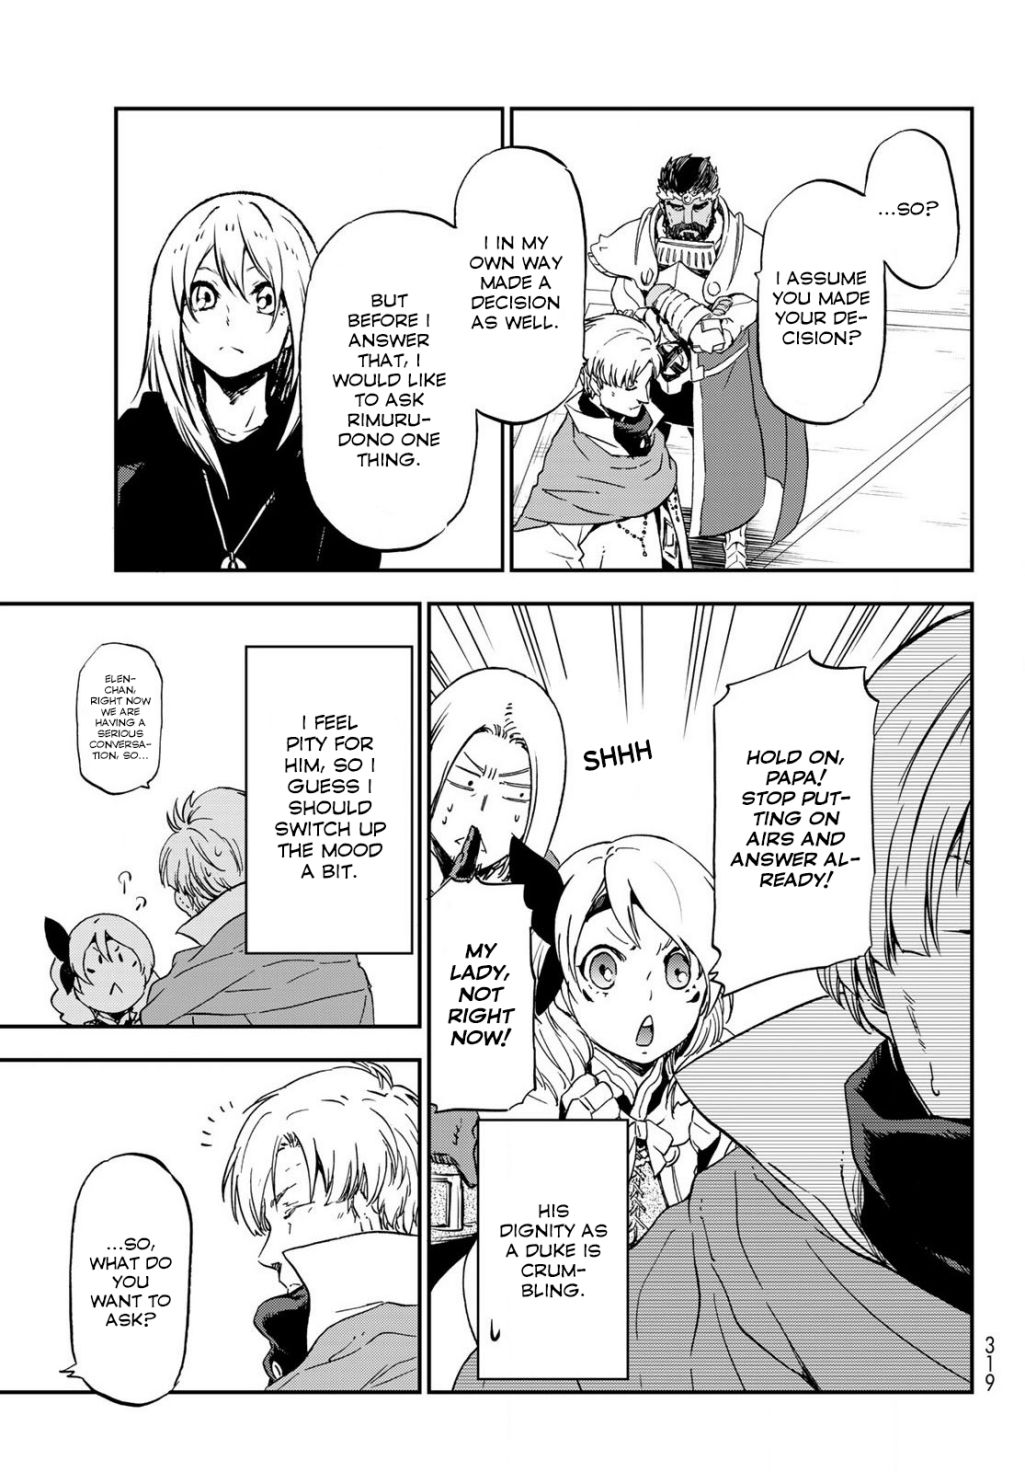 ...SO?
I ASSUME
YOU MADE
YOUR DE-
CISION?
I IN MY
OWN WAY
MADE A
DECISION
AS WELL.
BUT
BEFORE I
ANSWER
THAT, I
WOULD LIKE
TO ASK
RIMURU-
DONO ONE
THING.
HOLD ON,
PAPA!
STOP PUT-
TING ON
AIRS AND
ANSWER AL-
READY!
SHHH
MY
LADY,
NOT
RIGHT
NOW!
HIS
DIGNITY AS
A DUKE IS
CRUM-
BLING.
I FEEL
PITY FOR
HIM, SO I
GUESS I
SHOULD
SWITCH UP
THE MOOD
A BIT.
ELEN-
CHAN,
RIGHT NOW
WE ARE
HAVING A
SERIOUS
CONVERSA-
TION, SO...
...SO,
WHAT DO
YOU
WANT TO
ASK?
319